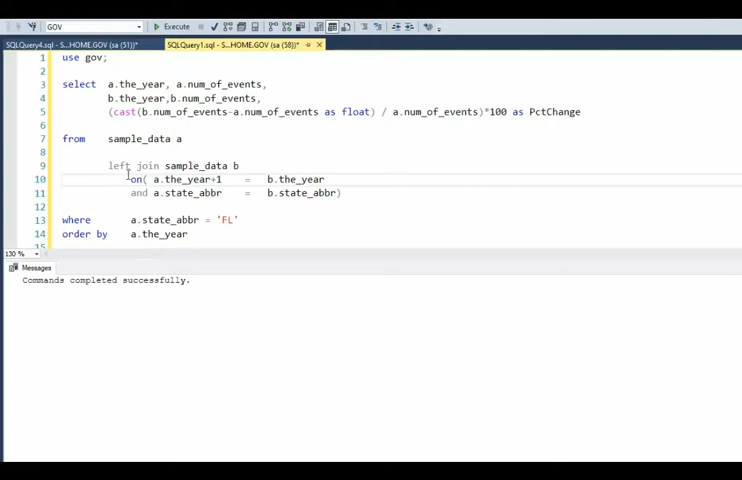 GOV
Execute
SQLQuery4.sql - S...HOME.GOV (sa (51))*
SQLQuery1.sql - S...HOME.GOV (sa (58))*
1 use gov;
2
3 select a.the_year, a.num_of_events,
4 b.the_year,b.num_of_events,
5 (cast(b.num_of_events-a.num_of_events as float) / a.num_of_events)*100 as PctChange
6
7 from sample_data a
8
9 left join sample_data b
10 on( a.the_year+1 = b.the_year
11 and a.state_abbr = b.state_abbr)
12
13 where a.state_abbr = 'FL'
14 order by a.the_year
15
130 %
Messages
Commands completed successfully.